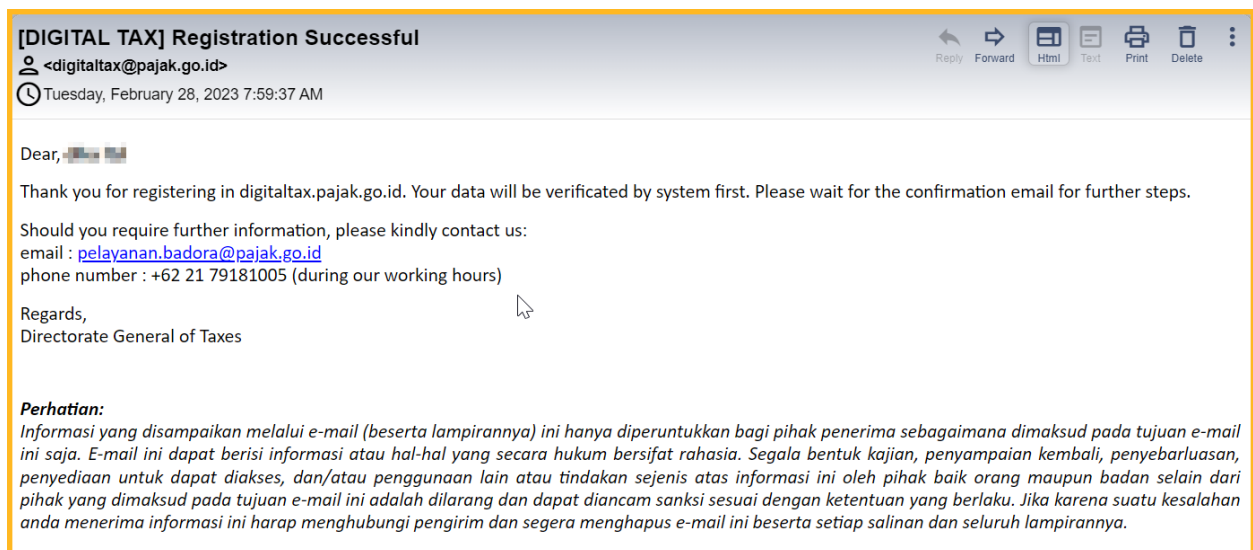 [DIGITAL TAX] Registration Successful
<digitaltax@pajak.go.id>
Tuesday, February 28, 2023 7:59:37 AM
Reply Forward Html Text Print Delete
Dear,
Thank you for registering in digitaltax.pajak.go.id. Your data will be verificated by system first. Please wait for the confirmation email for further steps.
Should you require further information, please kindly contact us:
email : pelayanan.badora@pajak.go.id
phone number : +62 21 79181005 (during our working hours)
Regards,
Directorate General of Taxes
Perhatian:
Informasi yang disampaikan melalui e-mail (beserta lampirannya) ini hanya diperuntukkan bagi pihak penerima sebagaimana dimaksud pada tujuan e-mail
ini saja. E-mail ini dapat berisi informasi atau hal-hal yang secara hukum bersifat rahasia. Segala bentuk kajian, penyampaian kembali, penyebarluasan,
penyediaan untuk dapat diakses, dan/atau penggunaan lain atau tindakan sejenis atas informasi ini oleh pihak baik orang maupun badan selain dari
pihak yang dimaksud pada tujuan e-mail ini adalah dilarang dan dapat diancam sanksi sesuai dengan ketentuan yang berlaku. Jika karena suatu kesalahan
anda menerima informasi ini harap menghubungi pengirim dan segera menghapus e-mail ini beserta setiap salinan dan seluruh lampirannya.